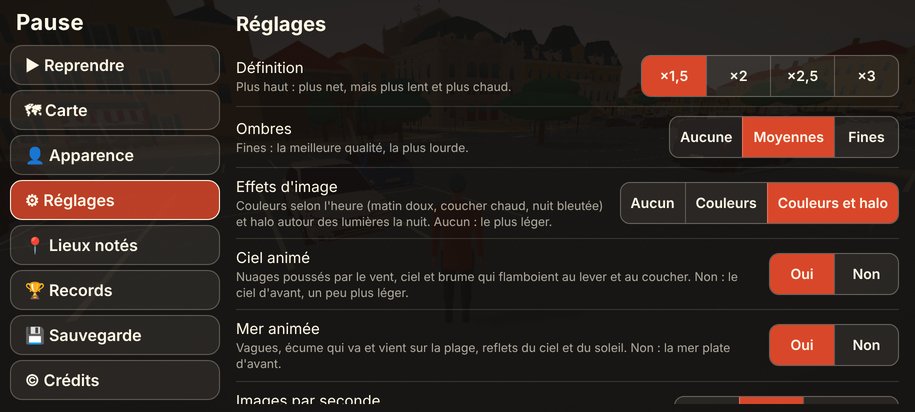 Pause
▶ Reprendre
🗺 Carte
👤 Apparence
⚙ Réglages
📍 Lieux notés
🏆 Records
💾 Sauvegarde
© Crédits
Réglages
Définition
Plus haut : plus net, mais plus lent et plus chaud.
×1,5 ×2 ×2,5 ×3
Ombres
Fines : la meilleure qualité, la plus lourde.
Aucune Moyennes Fines
Effets d'image
Couleurs selon l'heure (matin doux, coucher chaud, nuit bleutée)
et halo autour des lumières la nuit. Aucun : le plus léger.
Aucun Couleurs Couleurs et halo
Ciel animé
Nuages poussés par le vent, ciel et brume qui flamboient au lever et au coucher. Non : le
ciel d'avant, un peu plus léger.
Oui Non
Mer animée
Vagues, écume qui va et vient sur la plage, reflets du ciel et du soleil. Non : la mer plate
d'avant.
Oui Non
Images par seconde